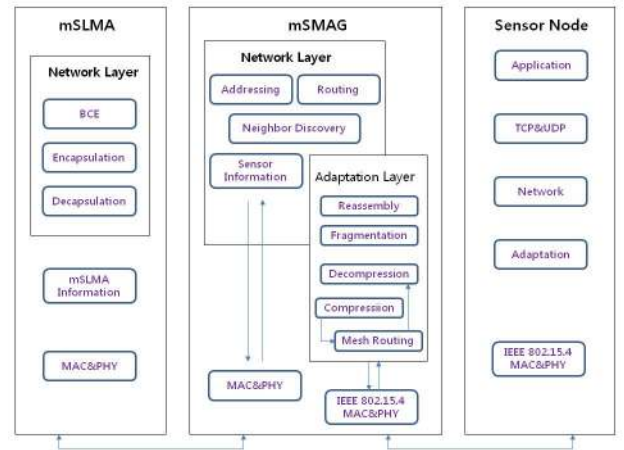 mSLMA
Network Layer
BCE
Encapsulation
Decapsulation
mSLMA
Information
MAC&PHY
mSMAG
Network Layer
Addressing
Routing
Neighbor Discovery
Sensor
Information
Adaptation Layer
Reassembly
Fragmentation
Decompression
Compressiion
Mesh Routing
MAC&PHY
IEEE 802.15.4
MAC&PHY
Sensor Node
Application
TCP&UDP
Network
Adaptation
IEEE 802.15.4
MAC&PHY